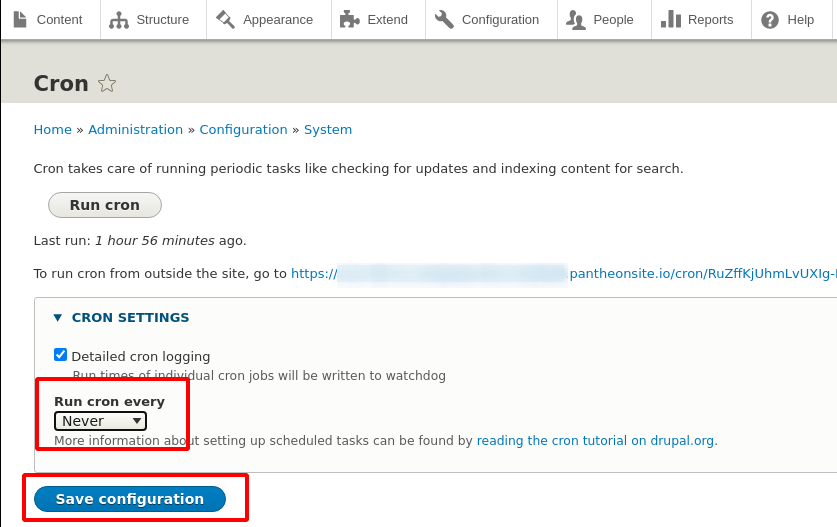 Content Structure Appearance Extend Configuration People Reports Help
Cron
Home » Administration » Configuration » System
Cron takes care of running periodic tasks like checking for updates and indexing content for search.
Run cron
Last run: 1 hour 56 minutes ago.
To run cron from outside the site, go to https:// .pantheonsite.io/cron/RuZffKjUhmLvUXIg-
▼ CRON SETTINGS
Detailed cron logging
Run times of individual cron jobs will be written to watchdog
Run cron every
Never
More information about setting up scheduled tasks can be found by reading the cron tutorial on drupal.org.
Save configuration